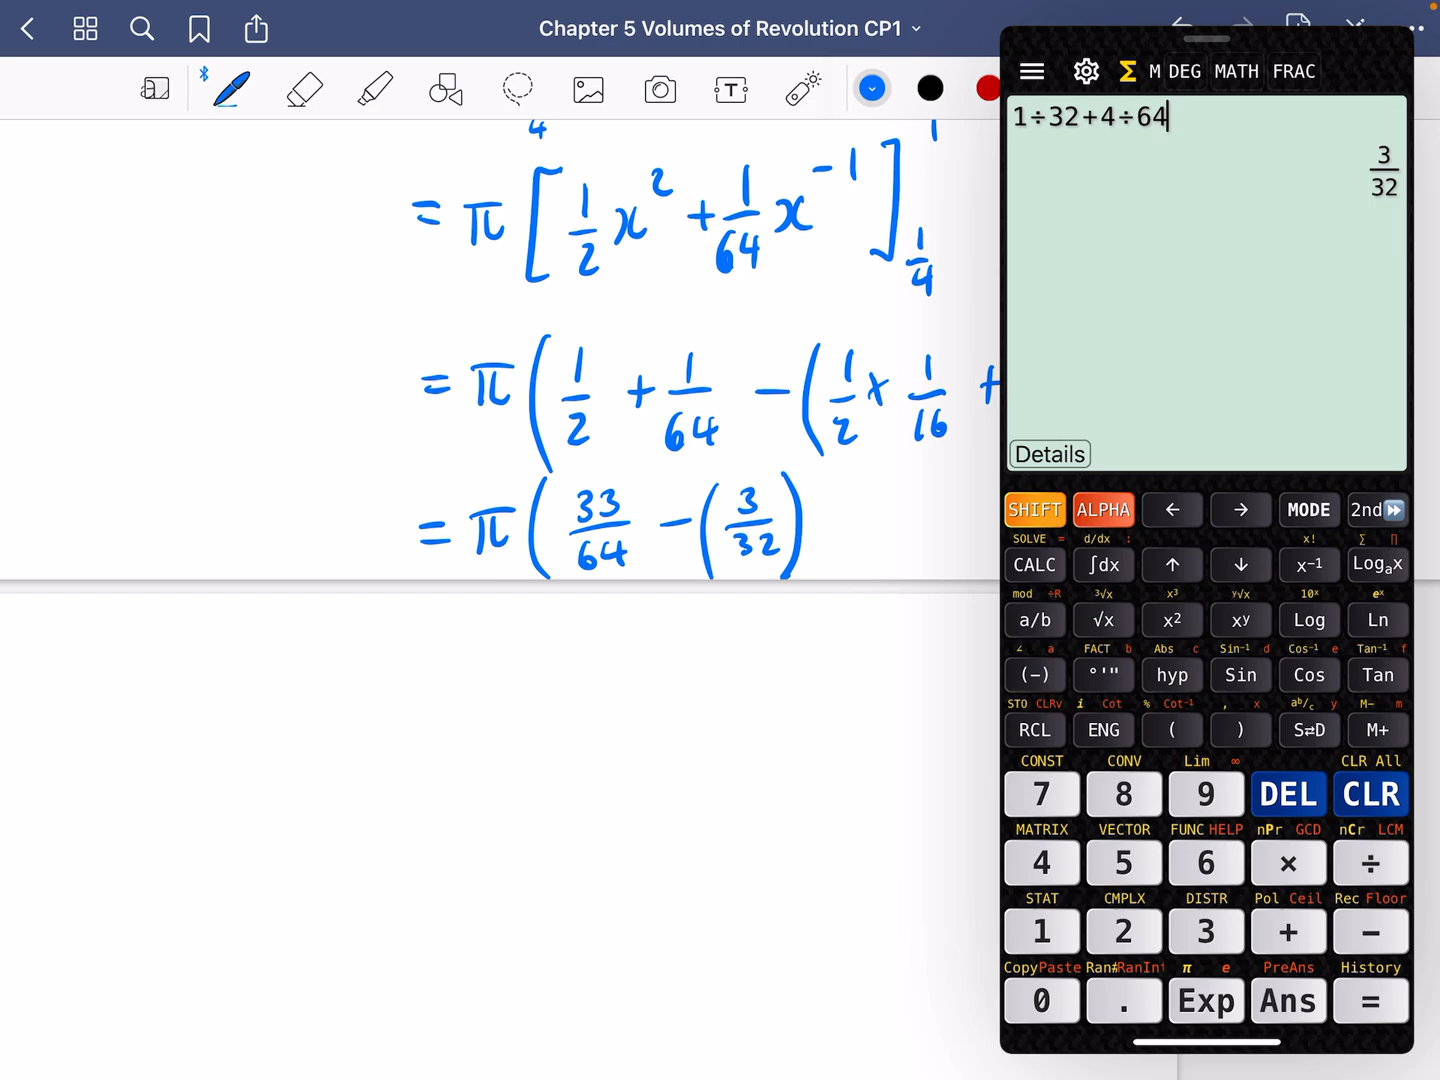 Chapter 5 Volumes of Revolution CP1
4 1
= π [ 1/2 x² + 1/64 x⁻¹ ] 1/4
= π ( 1/2 + 1/64 - ( 1/2 × 1/16 +
= π ( 33/64 - ( 3/32 )
M DEG MATH FRAC
1÷32+4÷64
3/32
Details
SHIFT ALPHA ← → MODE 2nd
SOLVE = d/dx : x! ∑ ∏
CALC ∫dx ↑ ↓ x⁻¹ Logₐx
mod ÷R ³√x x³ ʸ√x 10ˣ eˣ
a/b √x x² xʸ Log Ln
∠ a FACT b Abs c Sin⁻¹ d Cos⁻¹ e Tan⁻¹ f
(−) °'" hyp Sin Cos Tan
STO CLRv i Cot % Cot⁻¹ , x aᵇ/c y M− m
RCL ENG ( ) S⇄D M+
CONST CONV Lim ∞ CLR All
7 8 9 DEL CLR
MATRIX VECTOR FUNC HELP nPr GCD nCr LCM
4 5 6 × ÷
STAT CMPLX DISTR Pol Ceil Rec Floor
1 2 3 + −
Copy Paste Ran# RanInt π e PreAns History
0 . Exp Ans =